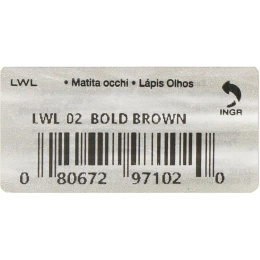 LWL • Matita occhi • Lápis Olhos
INGR
LWL 02 BOLD BROWN
0 80672 97102 0